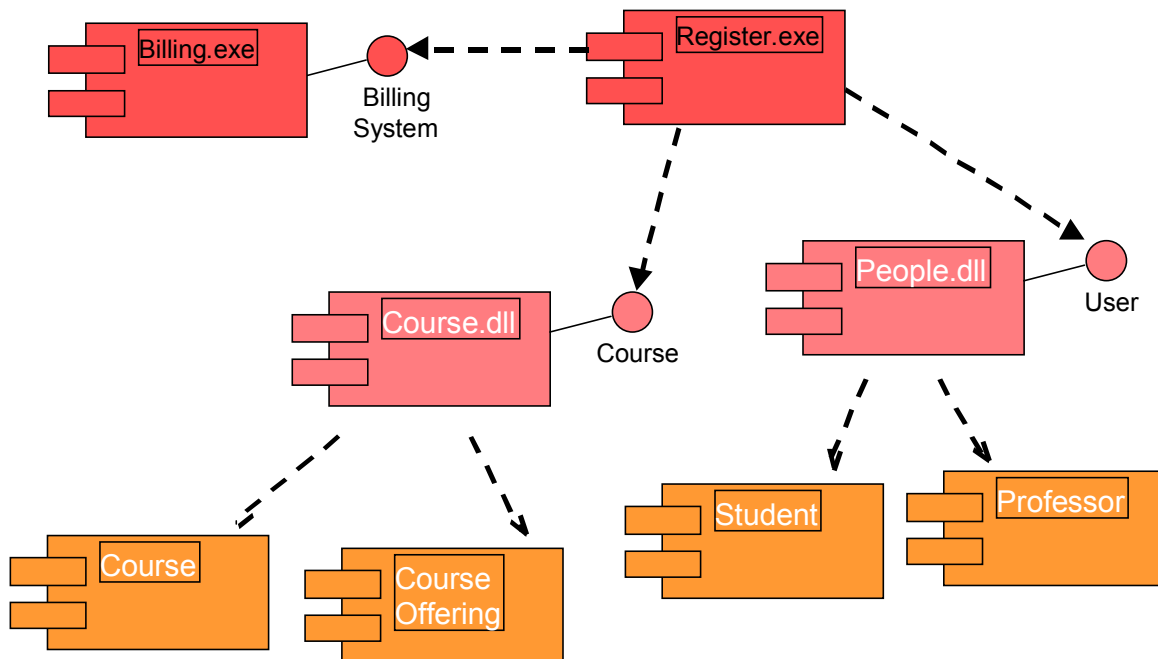 Billing.exe
Register.exe
Billing
System
People.dll
User
Course.dll
Course
Student
Professor
Course
Course
Offering